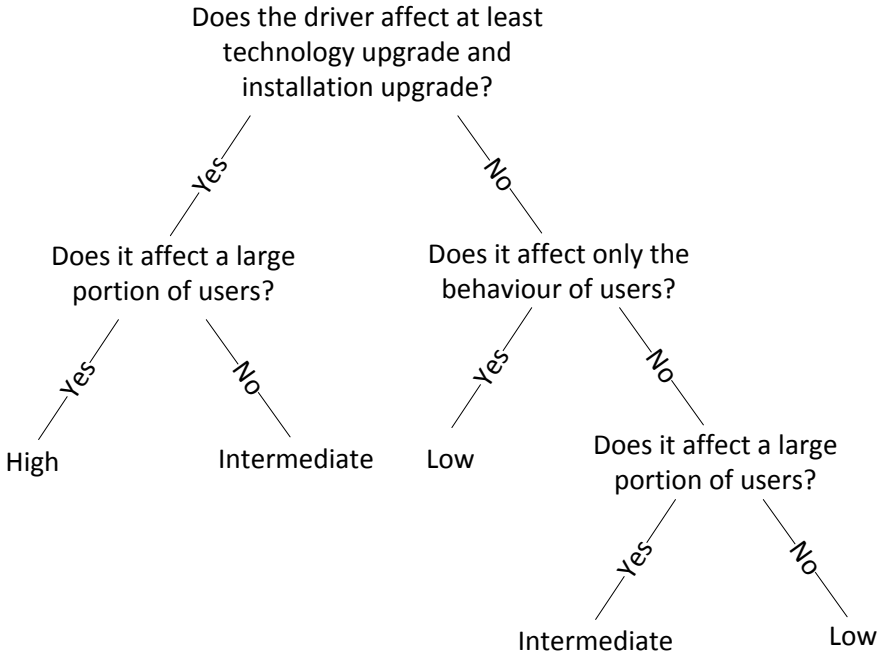 Does the driver affect at least
technology upgrade and
installation upgrade?
Yes
No
Does it affect a large
portion of users?
Does it affect only the
behaviour of users?
Yes
No
Yes
No
High
Intermediate
Low
Does it affect a large
portion of users?
Yes
No
Intermediate
Low